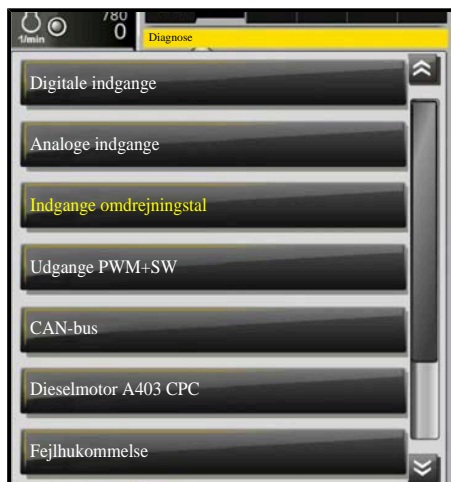 780
1/min 0
Diagnose
Digitale indgange
Analoge indgange
Indgange omdrejningstal
Udgange PWM+SW
CAN-bus
Dieselmotor A403 CPC
Fejlhukommelse